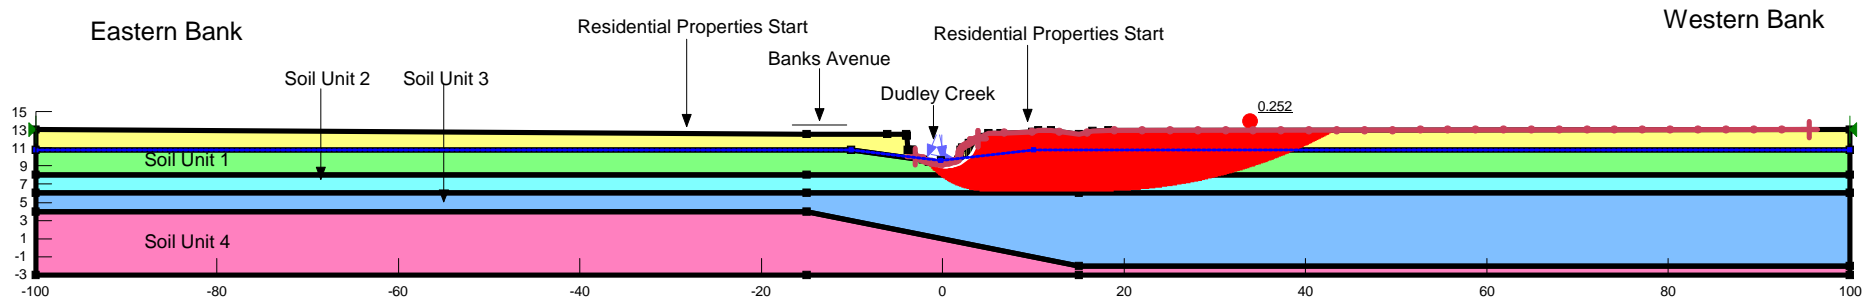 Eastern Bank
Residential Properties Start
Banks Avenue
Residential Properties Start
Western Bank
Soil Unit 2
Soil Unit 3
Dudley Creek
0.252
15
13
11
9
7
5
3
1
-1
-3
Soil Unit 1
Soil Unit 4
-100
-80
-60
-40
-20
0
20
40
60
80
100